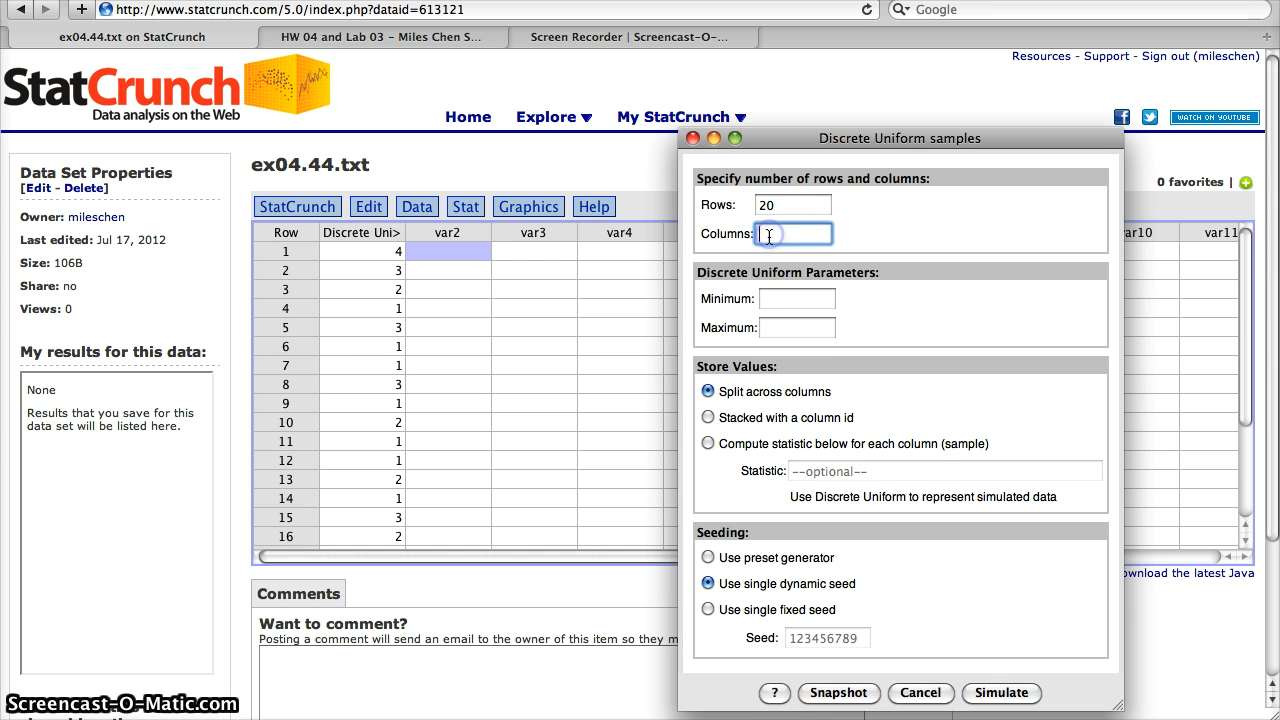 http://www.statcrunch.com/5.0/index.php?dataid=613121
Google
ex04.44.txt on StatCrunch
HW 04 and Lab 03 – Miles Chen S...
Screen Recorder | Screencast-O-...
Resources - Support - Sign out (mileschen)
StatCrunch
Data analysis on the Web
Home
Explore
My StatCrunch
WATCH ON YOUTUBE
Data Set Properties
[Edit - Delete]
Owner: mileschen
Last edited: Jul 17, 2012
Size: 106B
Share: no
Views: 0
My results for this data:
None
Results that you save for this
data set will be listed here.
ex04.44.txt
0 favorites |
StatCrunch Edit Data Stat Graphics Help
Row Discrete Uni> var2 var3 var4 var10 var11
1 4
2 3
3 2
4 1
5 3
6 1
7 1
8 3
9 1
10 2
11 1
12 1
13 2
14 1
15 3
16 2
ownload the latest Java
Comments
Want to comment?
Posting a comment will send an email to the owner of this item so they m
Discrete Uniform samples
Specify number of rows and columns:
Rows: 20
Columns:
Discrete Uniform Parameters:
Minimum:
Maximum:
Store Values:
Split across columns
Stacked with a column id
Compute statistic below for each column (sample)
Statistic: --optional--
Use Discrete Uniform to represent simulated data
Seeding:
Use preset generator
Use single dynamic seed
Use single fixed seed
Seed: 123456789
? Snapshot Cancel Simulate
Screencast-O-Matic.com